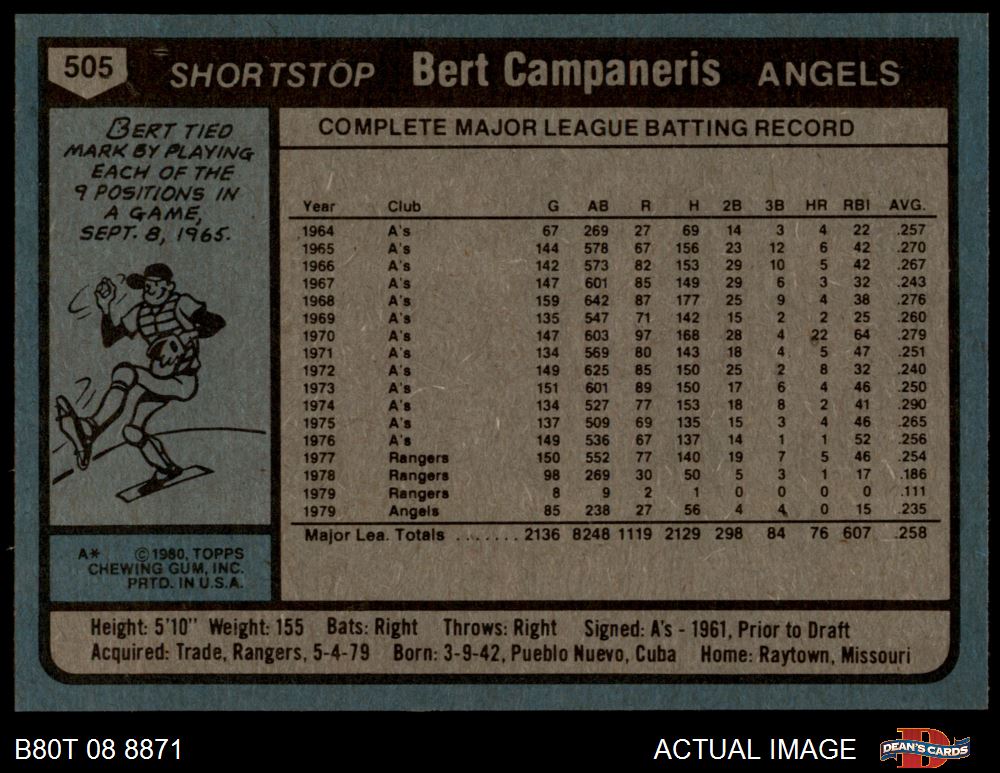 505 SHORTSTOP Bert Campaneris ANGELS
BERT TIED
MARK BY PLAYING
EACH OF THE
9 POSITIONS IN
A GAME,
SEPT. 8, 1965.
COMPLETE MAJOR LEAGUE BATTING RECORD
Year Club G AB R H 2B 3B HR RBI AVG.
1964 A's 67 269 27 69 14 3 4 22 .257
1965 A's 144 578 67 156 23 12 6 42 .270
1966 A's 142 573 82 153 29 10 5 42 .267
1967 A's 147 601 85 149 29 6 3 32 .243
1968 A's 159 642 87 177 25 9 4 38 .276
1969 A's 135 547 71 142 15 2 2 25 .260
1970 A's 147 603 97 168 28 4 22 64 .279
1971 A's 134 569 80 143 18 4 5 47 .251
1972 A's 149 625 85 150 25 2 8 32 .240
1973 A's 151 601 89 150 17 6 4 46 .250
1974 A's 134 527 77 153 18 8 2 41 .290
1975 A's 137 509 69 135 15 3 4 46 .265
1976 A's 149 536 67 137 14 1 1 52 .256
1977 Rangers 150 552 77 140 19 7 5 46 .254
1978 Rangers 98 269 30 50 5 3 1 17 .186
1979 Rangers 8 9 2 1 0 0 0 0 .111
1979 Angels 85 238 27 56 4 4 0 15 .235
Major Lea. Totals ........ 2136 8248 1119 2129 298 84 76 607 .258
A* ©1980, TOPPS
CHEWING GUM, INC.
PRTD. IN U.S.A.
Height: 5'10" Weight: 155 Bats: Right Throws: Right Signed: A's - 1961, Prior to Draft
Acquired: Trade, Rangers, 5-4-79 Born: 3-9-42, Pueblo Nuevo, Cuba Home: Raytown, Missouri
B80T 08 8871 ACTUAL IMAGE DEAN'S CARDS